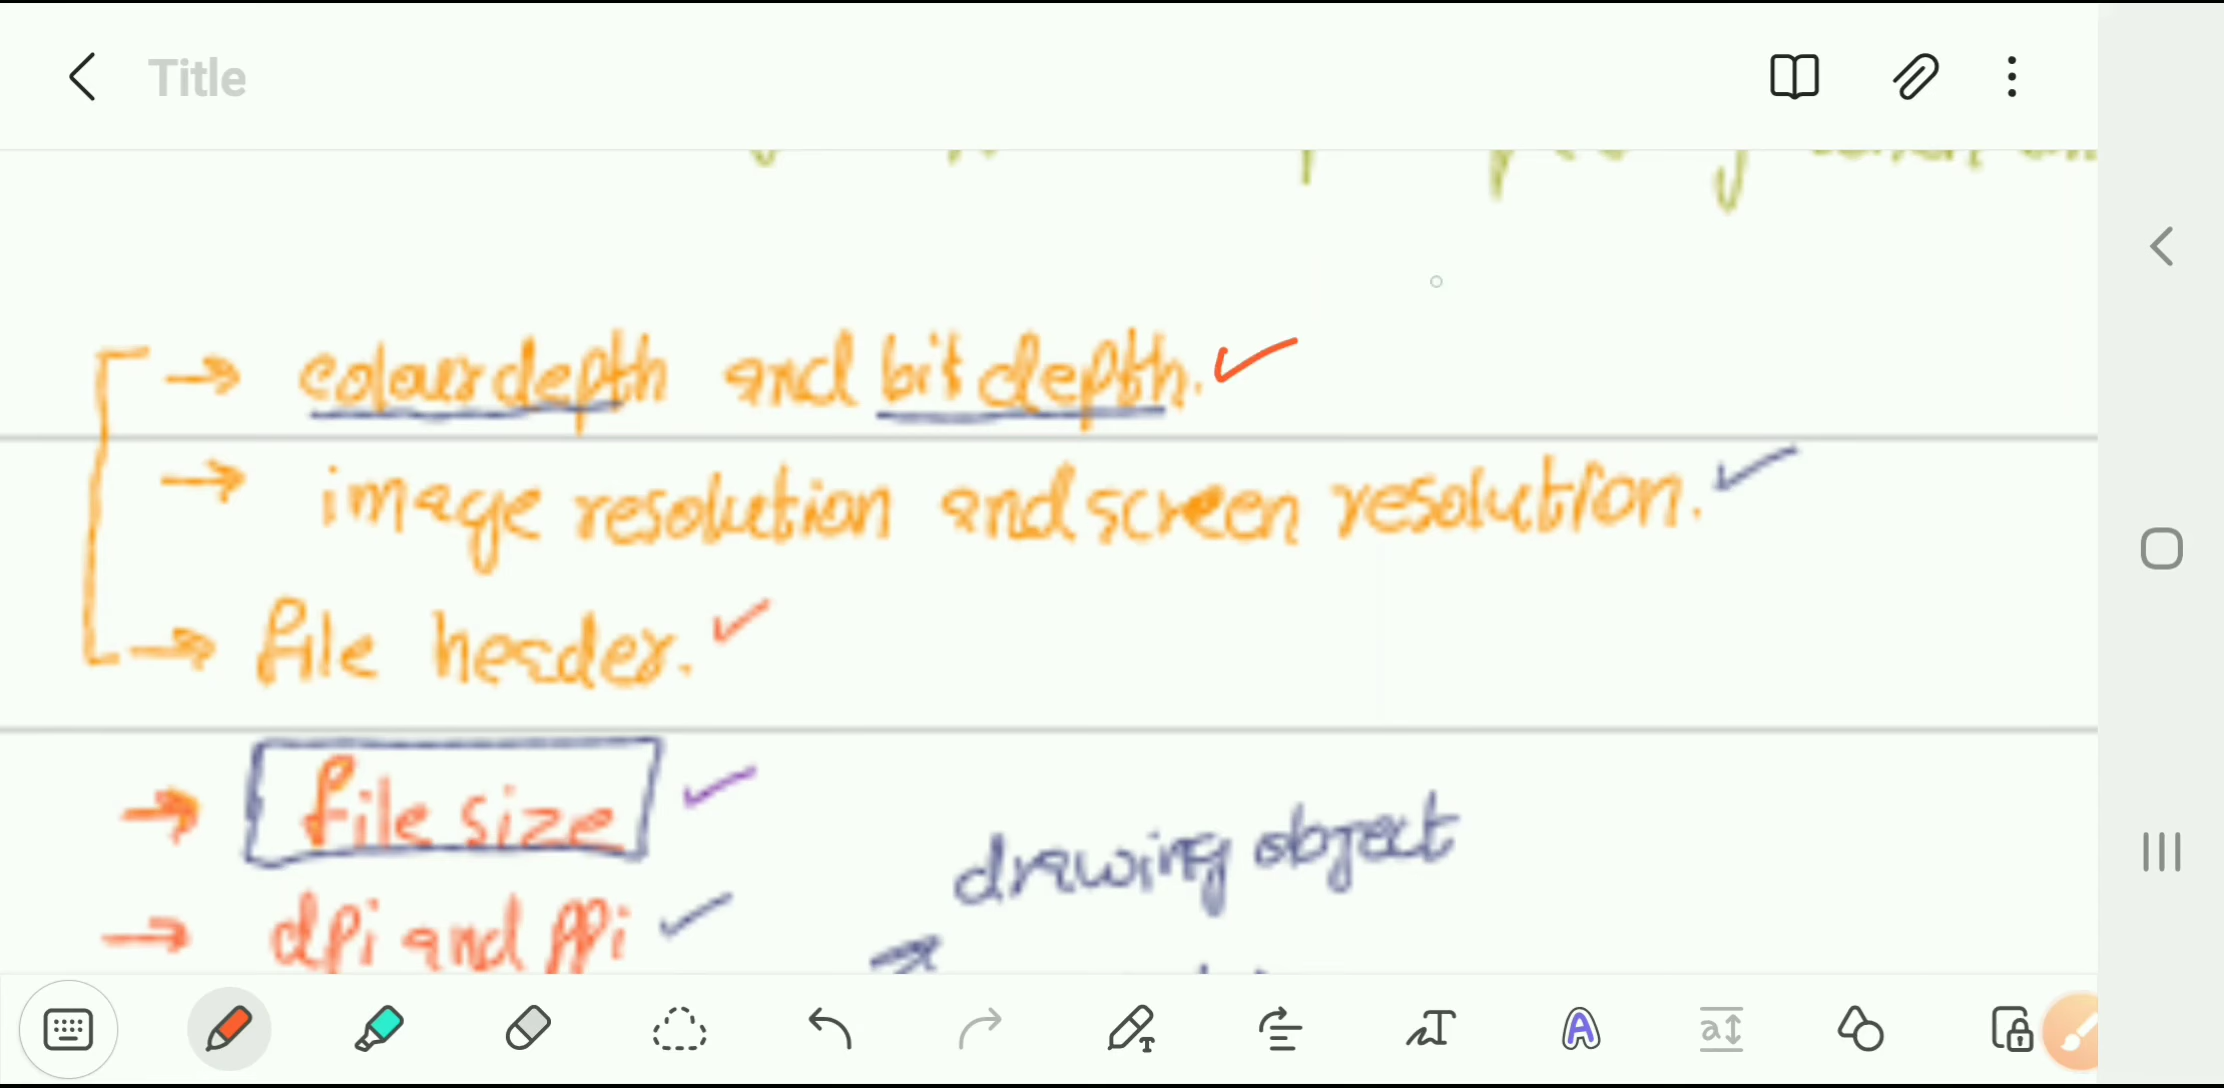 Title
→ colour depth and bit depth.
→ image resolution and screen resolution.
→ file header.
→ file size
drawing object
→ dpi and ppi